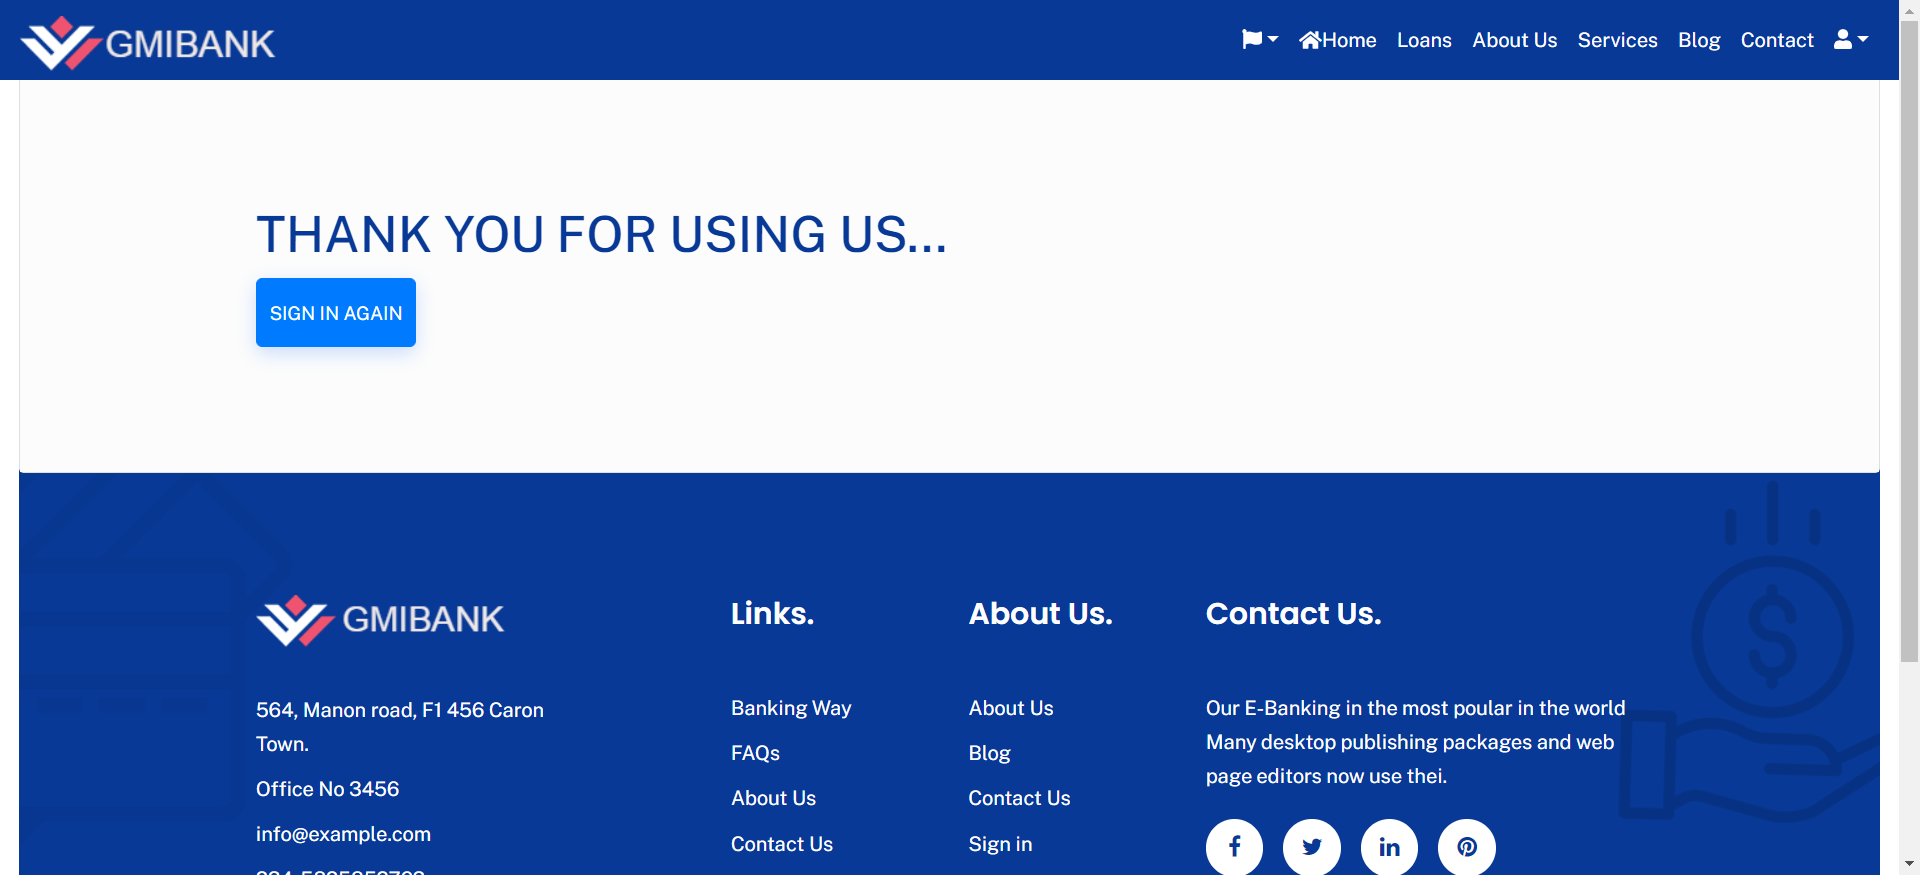 GMIBANK
Home Loans About Us Services Blog Contact
THANK YOU FOR USING US...
SIGN IN AGAIN
GMIBANK
564, Manon road, F1 456 Caron
Town.
Office No 3456
info@example.com
Links.
Banking Way
FAQs
About Us
Contact Us
About Us.
About Us
Blog
Contact Us
Sign in
Contact Us.
Our E-Banking in the most poular in the world
Many desktop publishing packages and web
page editors now use thei.